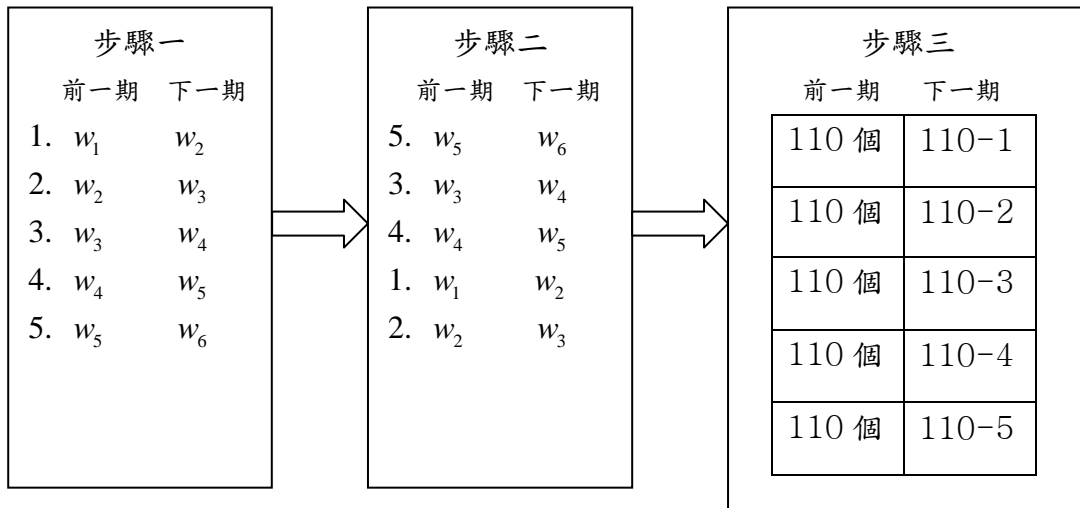 步驟一
前一期 下一期
1. w₁ w₂
2. w₂ w₃
3. w₃ w₄
4. w₄ w₅
5. w₅ w₆
步驟二
前一期 下一期
5. w₅ w₆
3. w₃ w₄
4. w₄ w₅
1. w₁ w₂
2. w₂ w₃
步驟三
前一期 下一期
110 個 110-1
110 個 110-2
110 個 110-3
110 個 110-4
110 個 110-5